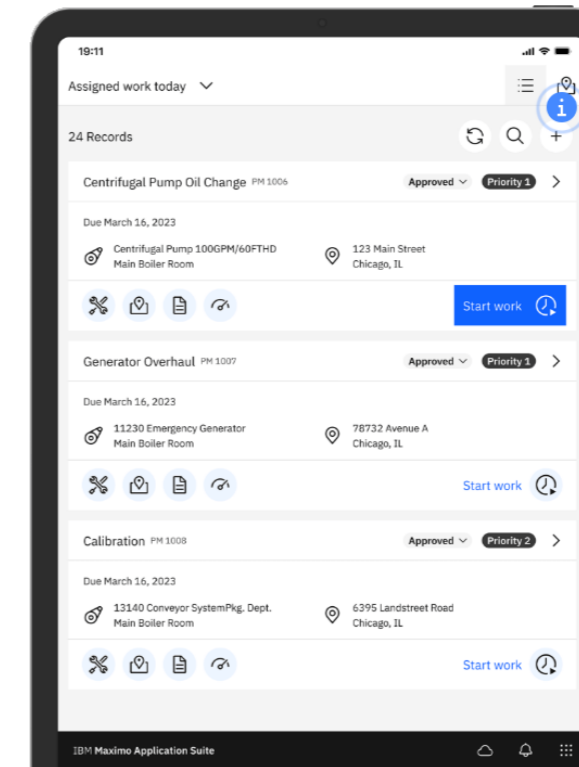 19:11
Assigned work today
24 Records
Centrifugal Pump Oil Change PM 1006 Approved Priority 1
Due March 16, 2023
Centrifugal Pump 100GPM/60FTHD
Main Boiler Room
123 Main Street
Chicago, IL
Start work
Generator Overhaul PM 1007 Approved Priority 1
Due March 16, 2023
11230 Emergency Generator
Main Boiler Room
78732 Avenue A
Chicago, IL
Start work
Calibration PM 1008 Approved Priority 2
Due March 16, 2023
13140 Conveyor SystemPkg. Dept.
Main Boiler Room
6395 Landstreet Road
Chicago, IL
Start work
IBM Maximo Application Suite